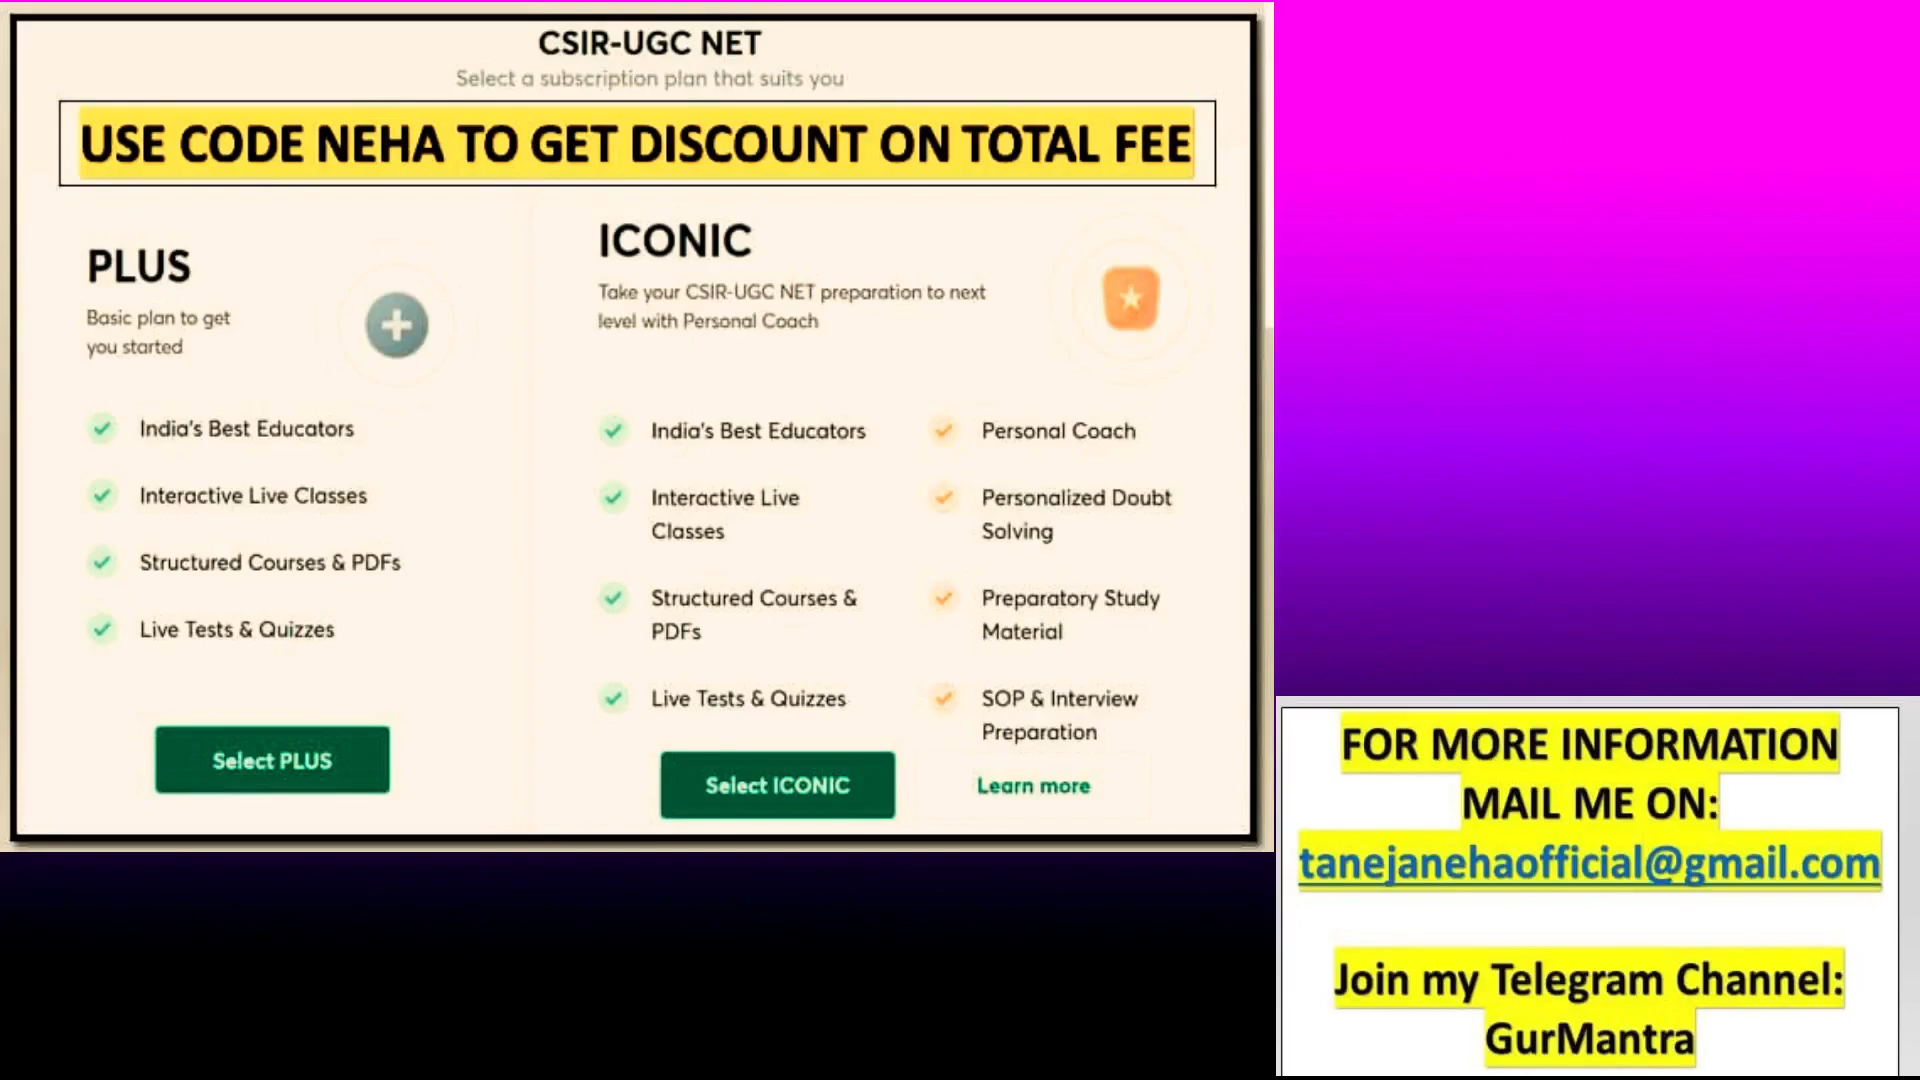 CSIR-UGC NET
Select a subscription plan that suits you
USE CODE NEHA TO GET DISCOUNT ON TOTAL FEE
PLUS
Basic plan to get
you started
India's Best Educators
Interactive Live Classes
Structured Courses & PDFs
Live Tests & Quizzes
Select PLUS
ICONIC
Take your CSIR-UGC NET preparation to next
level with Personal Coach
India's Best Educators
Interactive Live
Classes
Structured Courses &
PDFs
Live Tests & Quizzes
Personal Coach
Personalized Doubt
Solving
Preparatory Study
Material
SOP & Interview
Preparation
Select ICONIC
Learn more
FOR MORE INFORMATION
MAIL ME ON:
tanejanehaofficial@gmail.com
Join my Telegram Channel:
GurMantra